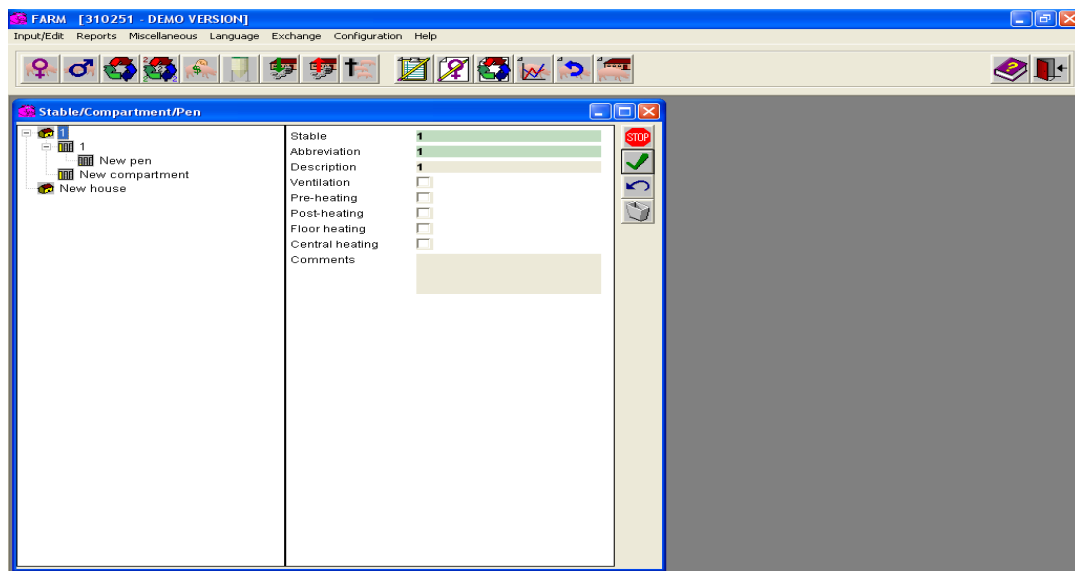 FARM [310251 - DEMO VERSION]
Input/Edit Reports Miscellaneous Language Exchange Configuration Help
Stable/Compartment/Pen
1
1
New pen
New compartment
New house
Stable 1
Abbreviation 1
Description 1
Ventilation
Pre-heating
Post-heating
Floor heating
Central heating
Comments
STOP